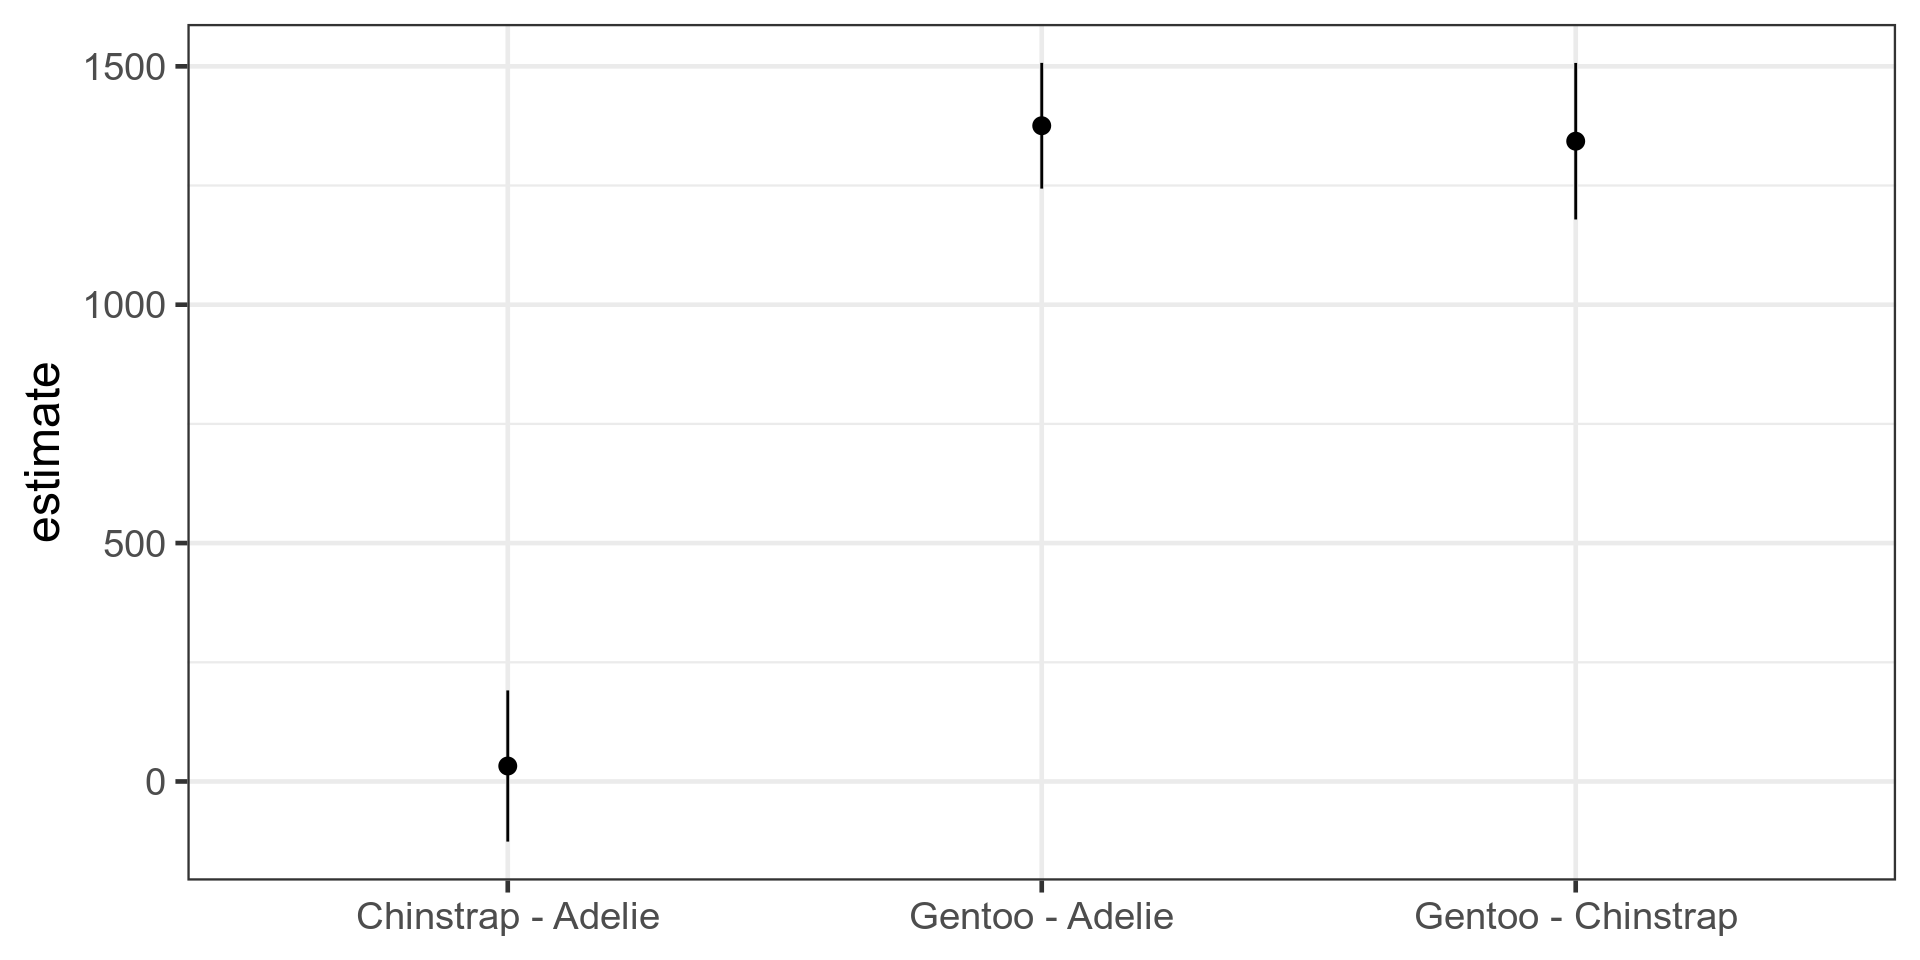 estimate
1500
1000
500
0
Chinstrap - Adelie
Gentoo - Adelie
Gentoo - Chinstrap